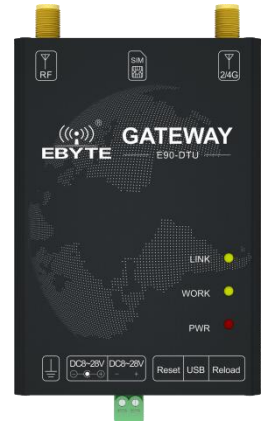 RF
SIM
2/4G
EBYTE®
GATEWAY
E90-DTU
LINK
WORK
PWR
DC8~28V DC8~28V
- +
- +
Reset USB Reload